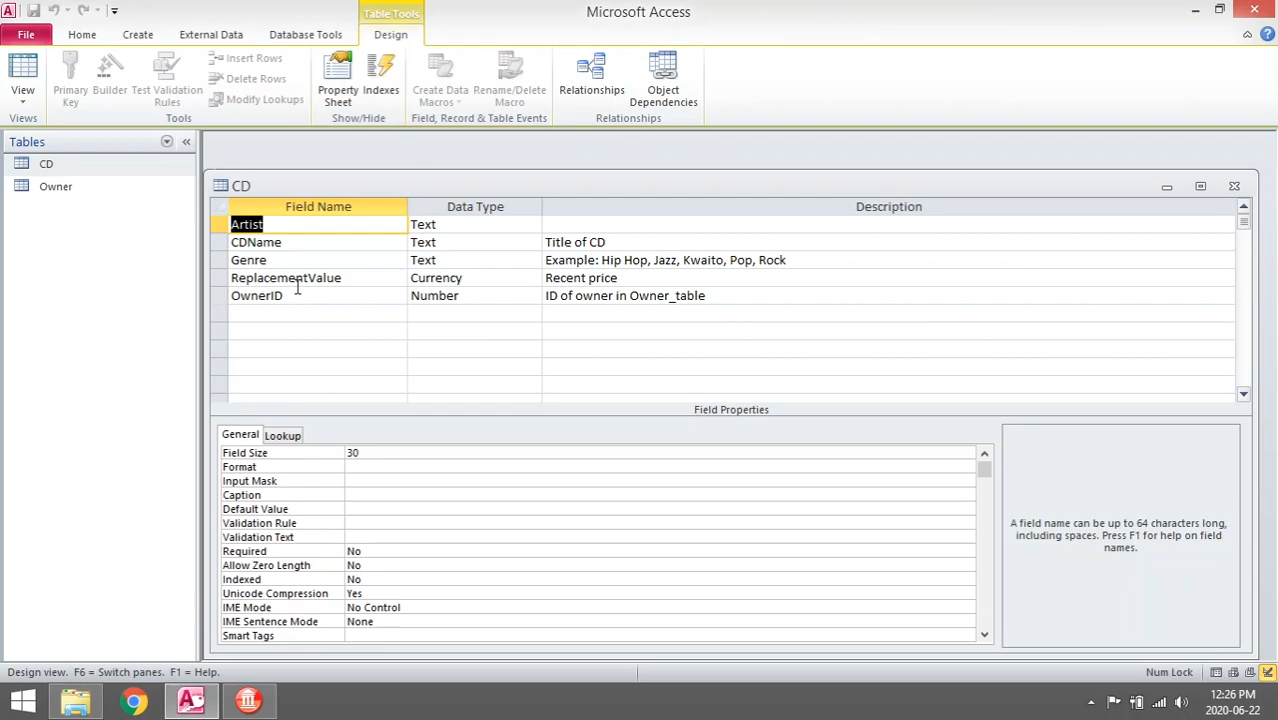 Table Tools
Microsoft Access
File
Home
Create
External Data
Database Tools
Design
View
Primary Key
Builder
Test Validation Rules
Insert Rows
Delete Rows
Modify Lookups
Property Sheet
Indexes
Create Data Macros
Rename/Delete Macro
Relationships
Object Dependencies
Views
Tools
Show/Hide
Field, Record & Table Events
Relationships
Tables
CD
Owner
CD
Field Name Data Type Description
Artist Text
CDName Text Title of CD
Genre Text Example: Hip Hop, Jazz, Kwaito, Pop, Rock
ReplacementValue Currency Recent price
OwnerID Number ID of owner in Owner_table
Field Properties
General Lookup
Field Size 30
Format
Input Mask
Caption
Default Value
Validation Rule
Validation Text
Required No
Allow Zero Length No
Indexed No
Unicode Compression Yes
IME Mode No Control
IME Sentence Mode None
Smart Tags
A field name can be up to 64 characters long,
including spaces. Press F1 for help on field
names.
Design view. F6 = Switch panes. F1 = Help.
Num Lock
12:26 PM
2020-06-22